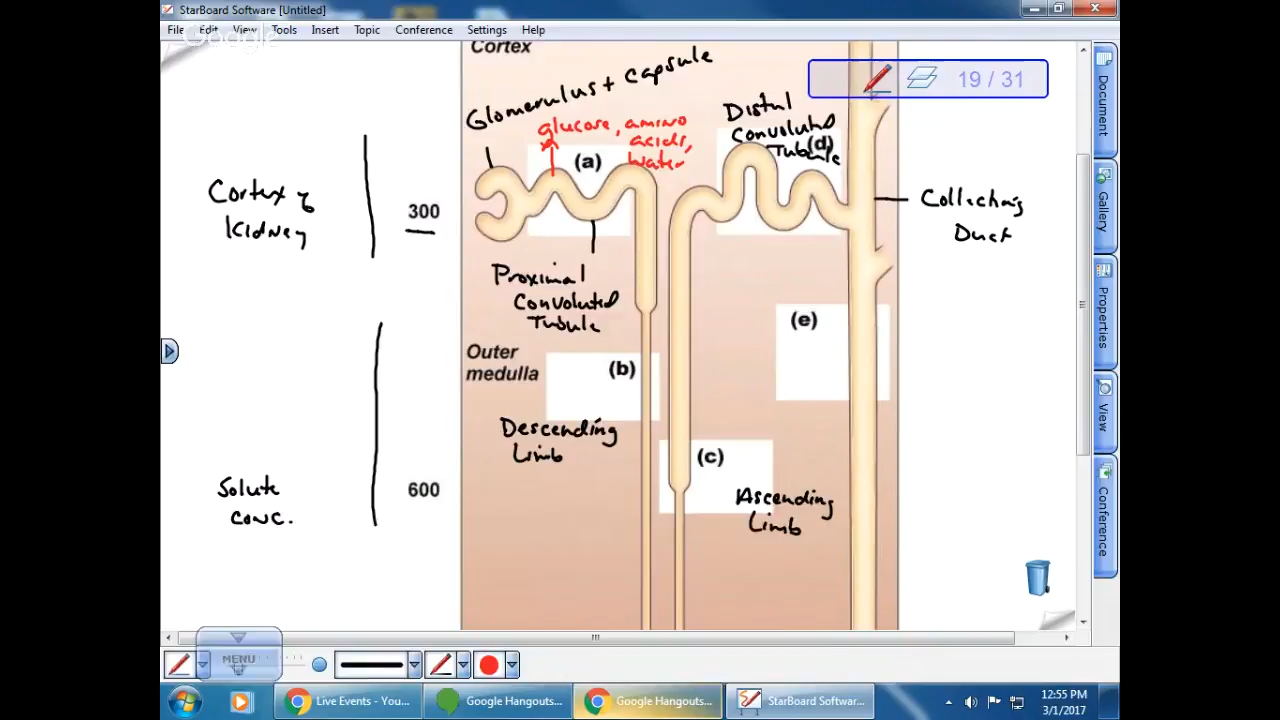 StarBoard Software [Untitled]
File Edit View Tools Insert Topic Conference Settings Help
Google
Cortex
19 / 31
Glomerulus + Capsule
glucose, amino
acids,
water
(a)
Distal
Convoluted
Tubule
(d)
Cortex of
Kidney
300
Collecting
Duct
Proximal
Convoluted
Tubule
(e)
Outer
medulla
(b)
Descending
Limb
(c)
Solute
conc.
600
Ascending
Limb
Document
Gallery
Properties
View
Conference
MENU
Live Events - You...
Google Hangouts...
Google Hangouts...
StarBoard Softwar...
12:55 PM
3/1/2017